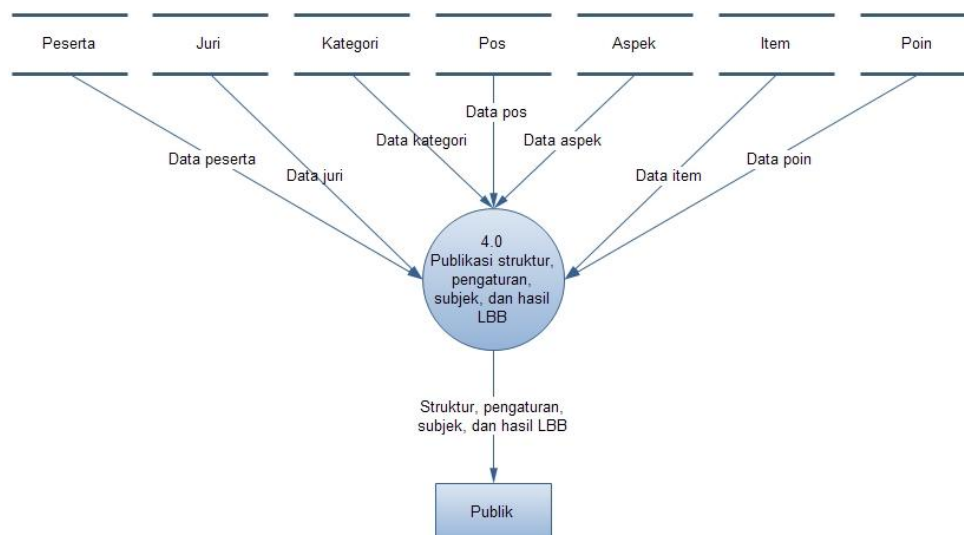 Peserta
Juri
Kategori
Pos
Aspek
Item
Poin
Data pos
Data kategori
Data aspek
Data peserta
Data poin
Data juri
Data item
4.0
Publikasi struktur,
pengaturan,
subjek, dan hasil
LBB
Struktur, pengaturan,
subjek, dan hasil LBB
Publik